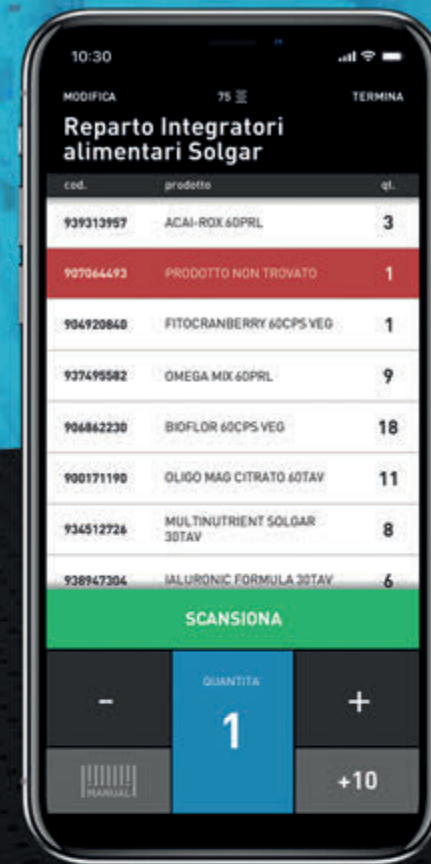 10:30
MODIFICA 75 TERMINA
Reparto Integratori
alimentari Solgar
cod. prodotto qt.
939313957 ACAI-ROX 60PRL 3
907064493 PRODOTTO NON TROVATO 1
904920840 FITOCRANBERRY 60CPS VEG 1
937495582 OMEGA MIX 60PRL 9
906862230 BIOFLOR 60CPS VEG 18
900171190 OLIGO MAG CITRATO 60TAV 11
934512726 MULTINUTRIENT SOLGAR
30TAV 8
938947304 IALURONIC FORMULA 30TAV 6
SCANSIONA
- QUANTITA' +
1
MANUAL +10